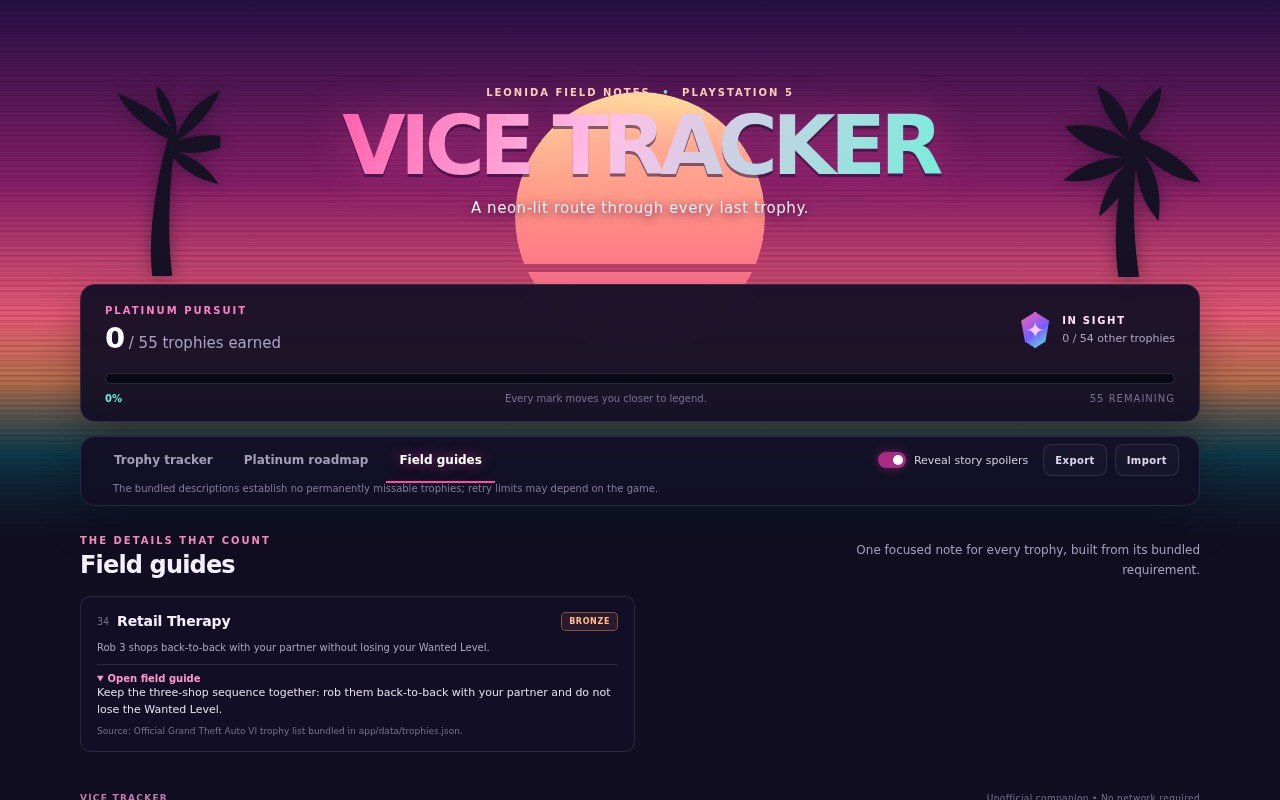 LEONIDA FIELD NOTES • PLAYSTATION 5
VICE TRACKER
A neon-lit route through every last trophy.
PLATINUM PURSUIT
0 / 55 trophies earned
IN SIGHT
0 / 54 other trophies
0%
Every mark moves you closer to legend.
55 REMAINING
Trophy tracker
Platinum roadmap
Field guides
Reveal story spoilers
Export
Import
The bundled descriptions establish no permanently missable trophies; retry limits may depend on the game.
THE DETAILS THAT COUNT
Field guides
One focused note for every trophy, built from its bundled
requirement.
34 Retail Therapy
BRONZE
Rob 3 shops back-to-back with your partner without losing your Wanted Level.
▾ Open field guide
Keep the three-shop sequence together: rob them back-to-back with your partner and do not
lose the Wanted Level.
Source: Official Grand Theft Auto VI trophy list bundled in app/data/trophies.json.
VICE TRACKER
Unofficial companion • No network required